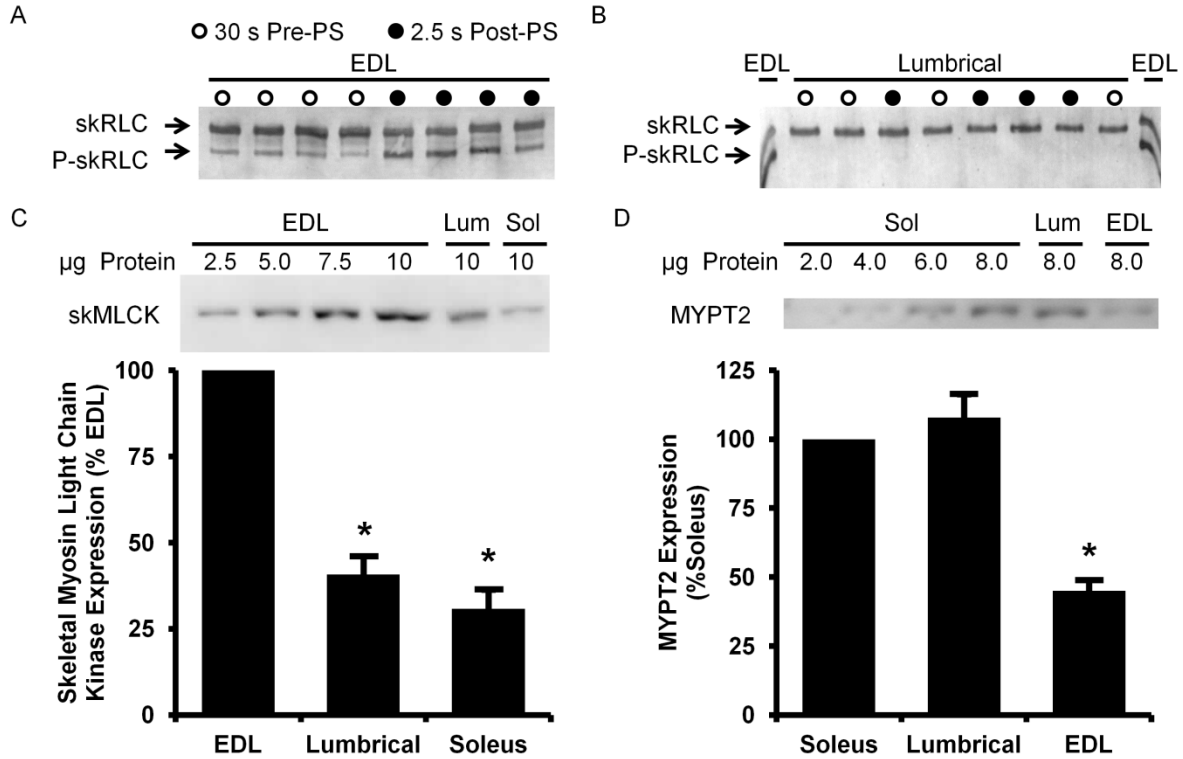 A
○ 30 s Pre-PS ● 2.5 s Post-PS
EDL
skRLC →
P-skRLC →
B
EDL Lumbrical EDL
skRLC →
P-skRLC →
C
EDL Lum Sol
µg Protein 2.5 5.0 7.5 10 10 10
skMLCK
Skeletal Myosin Light Chain
Kinase Expression (% EDL)
100
75
50
25
0
*
*
EDL Lumbrical Soleus
D
Sol Lum EDL
µg Protein 2.0 4.0 6.0 8.0 8.0 8.0
MYPT2
MYPT2 Expression
(%Soleus)
125
100
75
50
25
0
*
Soleus Lumbrical EDL